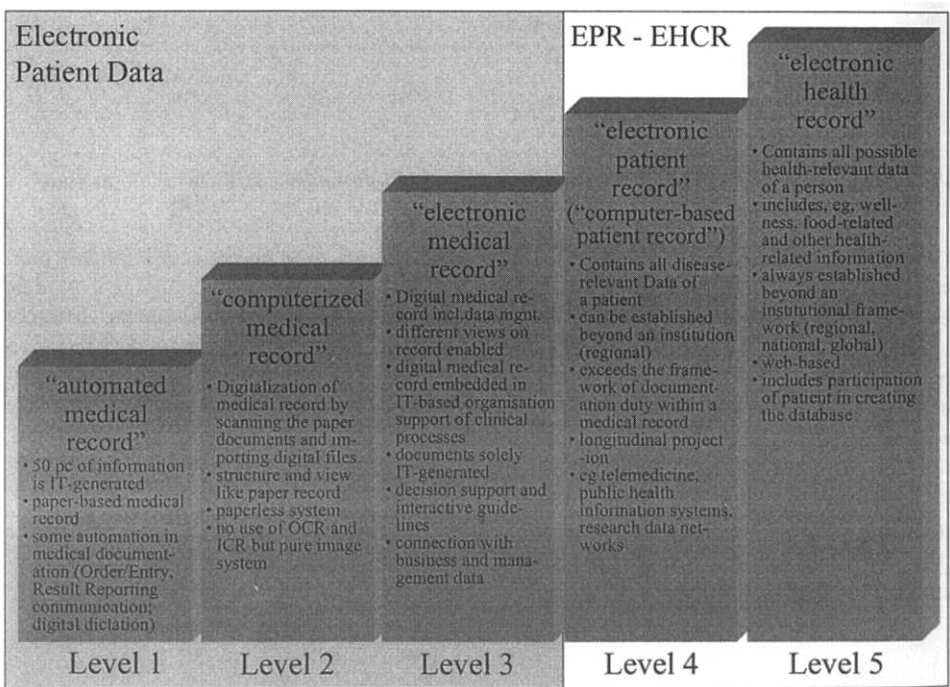 Electronic
Patient Data
EPR - EHCR
“automated
medical
record”
• 50 pc of information
is IT-generated
• paper-based medical
record
• some automation in
medical document-
ation (Order/Entry,
Result Reporting
communication;
digital dictation)
“computerized
medical
record”
• Digitalization of
medical record by
scanning the paper
documents and im-
porting digital files
• structure and view
like paper record
• paperless system
• no use of OCR and
ICR but pure image
system
“electronic
medical
record”
• Digital medical re-
cord incl.data mgnt.
• different views on
record enabled
• digital medical re-
cord embedded in
IT-based organisation
support of clinical
processes
• documents solely
IT-generated
• decision support and
interactive guide-
lines
• connection with
business and mana-
gement data
“electronic
patient
record”
(“computer-based
patient record”)
• Contains all disease-
relevant Data of
a patient
• can be established
beyond an institution
(regional)
• exceeds the frame-
work of document-
ation duty within a
medical record
• longitudinal project
-ion
• eg telemedicine,
public health
information systems,
research data net-
works
“electronic
health
record”
• Contains all possible
health-relevant data
of a person
• includes, eg, well-
ness, food-related
and other health-
related information
• always established
beyond an
institutional frame-
work (regional,
national, global)
• web-based
• includes participation
of patient in creating
the database
Level 1
Level 2
Level 3
Level 4
Level 5